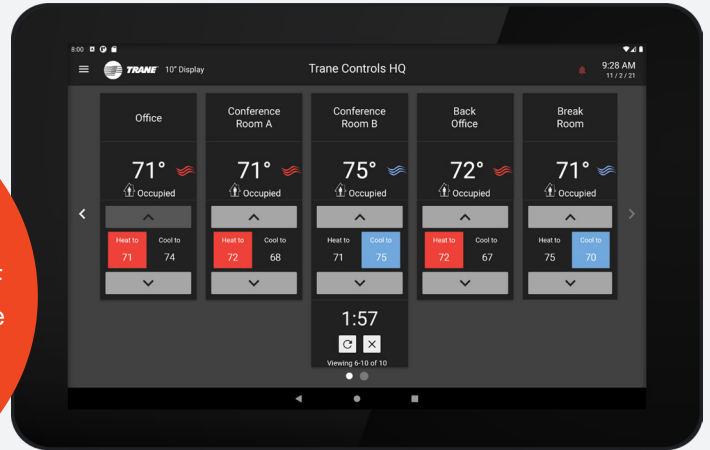 8:00
TRANE 10" Display
Trane Controls HQ
9:28 AM
11 / 2 / 21
Office
71°
Occupied
Heat to Cool to
71 74
Conference
Room A
71°
Occupied
Heat to Cool to
72 68
Conference
Room B
75°
Occupied
Heat to Cool to
71 75
1:57
Viewing 6-10 of 10
Back
Office
72°
Occupied
Heat to Cool to
72 67
Break
Room
71°
Occupied
Heat to Cool to
75 70